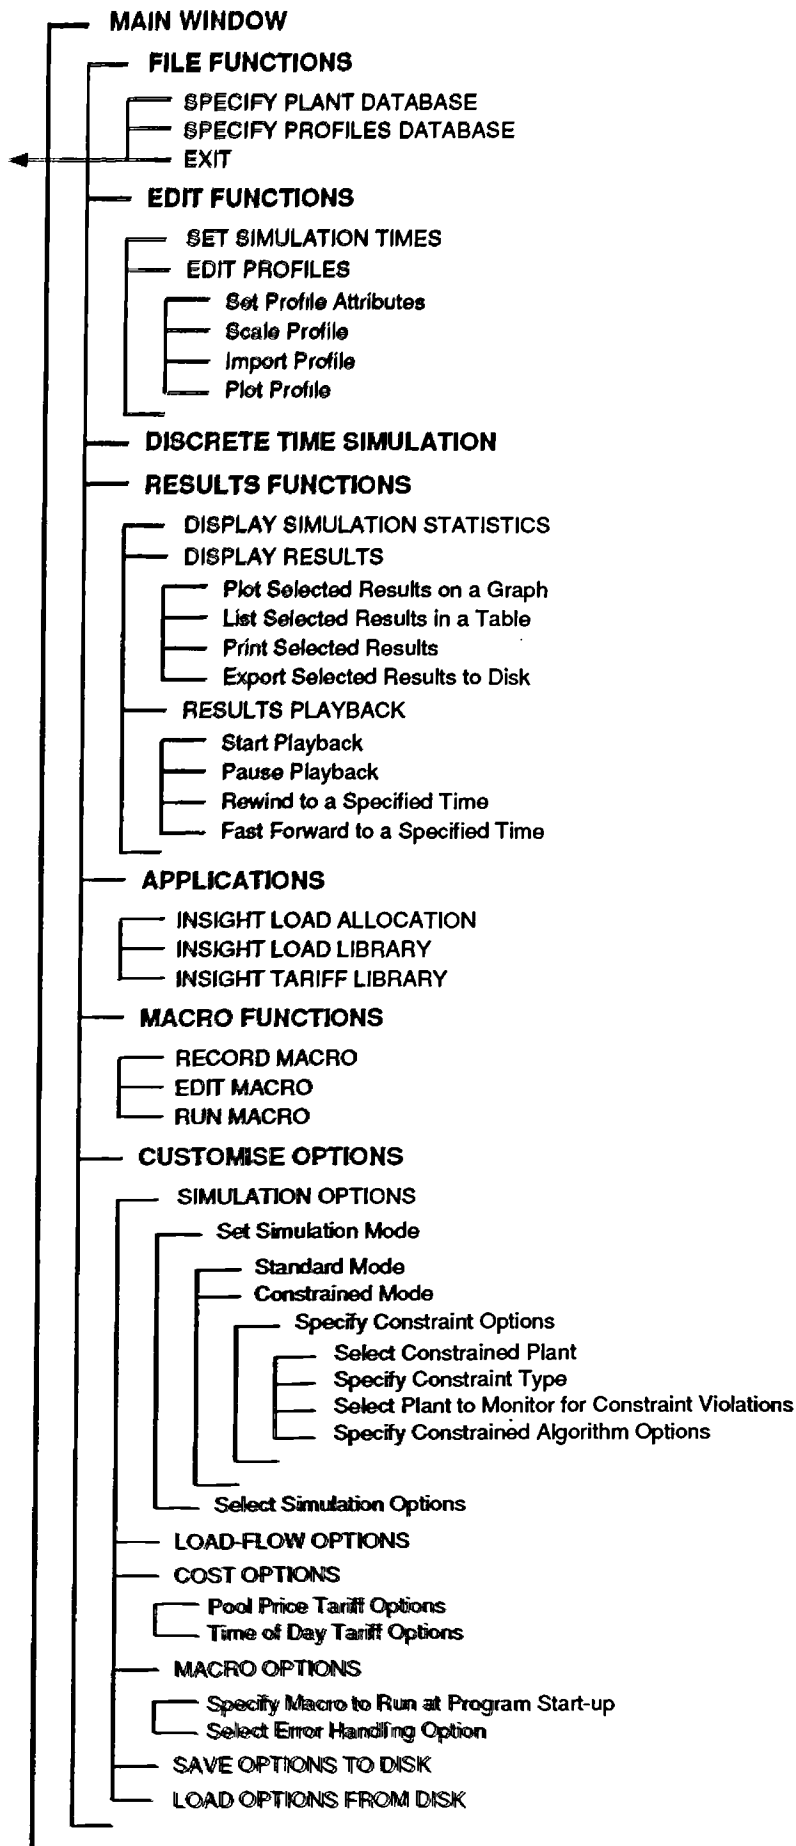 MAIN WINDOW
FILE FUNCTIONS
SPECIFY PLANT DATABASE
SPECIFY PROFILES DATABASE
EXIT
EDIT FUNCTIONS
SET SIMULATION TIMES
EDIT PROFILES
Set Profile Attributes
Scale Profile
Import Profile
Plot Profile
DISCRETE TIME SIMULATION
RESULTS FUNCTIONS
DISPLAY SIMULATION STATISTICS
DISPLAY RESULTS
Plot Selected Results on a Graph
List Selected Results in a Table
Print Selected Results
Export Selected Results to Disk
RESULTS PLAYBACK
Start Playback
Pause Playback
Rewind to a Specified Time
Fast Forward to a Specified Time
APPLICATIONS
INSIGHT LOAD ALLOCATION
INSIGHT LOAD LIBRARY
INSIGHT TARIFF LIBRARY
MACRO FUNCTIONS
RECORD MACRO
EDIT MACRO
RUN MACRO
CUSTOMISE OPTIONS
SIMULATION OPTIONS
Set Simulation Mode
Standard Mode
Constrained Mode
Specify Constraint Options
Select Constrained Plant
Specify Constraint Type
Select Plant to Monitor for Constraint Violations
Specify Constrained Algorithm Options
Select Simulation Options
LOAD-FLOW OPTIONS
COST OPTIONS
Pool Price Tariff Options
Time of Day Tariff Options
MACRO OPTIONS
Specify Macro to Run at Program Start-up
Select Error Handling Option
SAVE OPTIONS TO DISK
LOAD OPTIONS FROM DISK